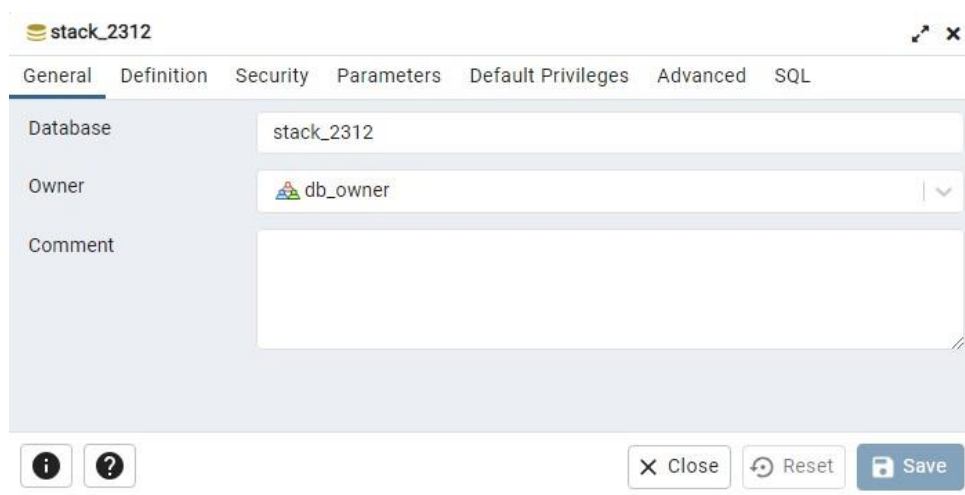 stack_2312
General Definition Security Parameters Default Privileges Advanced SQL
Database stack_2312
Owner db_owner
Comment
Close Reset Save